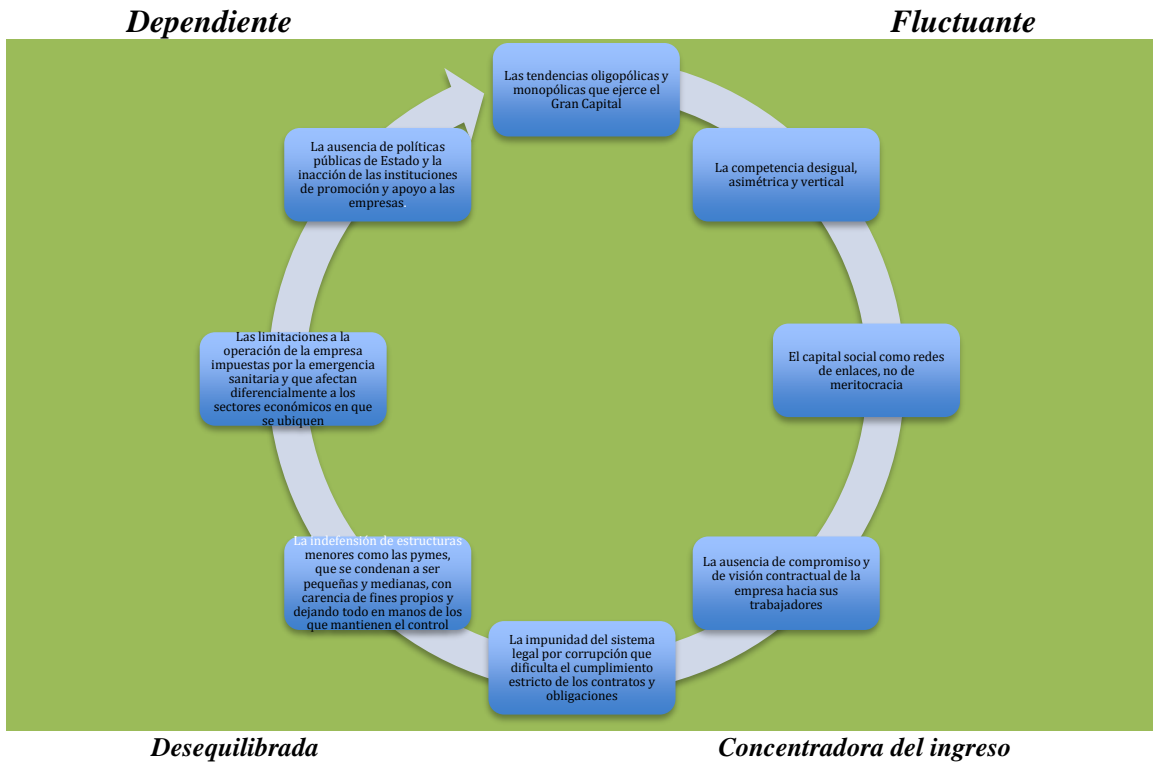 Dependiente
Fluctuante
Las tendencias oligopólicas y
monopólicas que ejerce el
Gran Capital
La competencia desigual,
asimétrica y vertical
El capital social como redes
de enlaces, no de
meritocracia
La ausencia de compromiso y
de visión contractual de la
empresa hacia sus
trabajadores
La impunidad del sistema
legal por corrupción que
dificulta el cumplimiento
estricto de los contratos y
obligaciones
La indefensión de estructuras
menores como las pymes,
que se condenan a ser
pequeñas y medianas, con
carencia de fines propios y
dejando todo en manos de los
que mantienen el control
Las limitaciones a la
operación de la empresa
impuestas por la emergencia
sanitaria y que afectan
diferencialmente a los
sectores económicos en que
se ubiquen
La ausencia de políticas
públicas de Estado y la
inacción de las instituciones
de promoción y apoyo a las
empresas.
Desequilibrada
Concentradora del ingreso